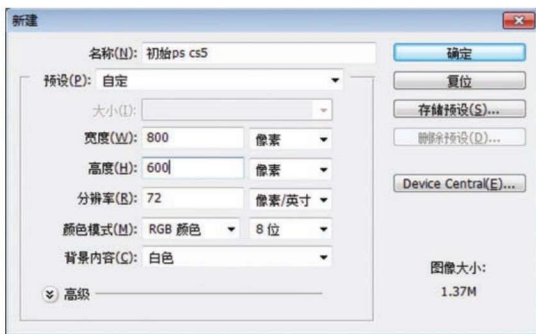 新建
名称(N): 初始ps cs5
确定
预设(P): 自定
复位
大小(I):
存储预设(S)...
宽度(W): 800 像素
删除预设(D)...
高度(H): 600 像素
Device Central(E)...
分辨率(R): 72 像素/英寸
颜色模式(M): RGB 颜色 8 位
背景内容(C): 白色
图像大小:
高级
1.37M